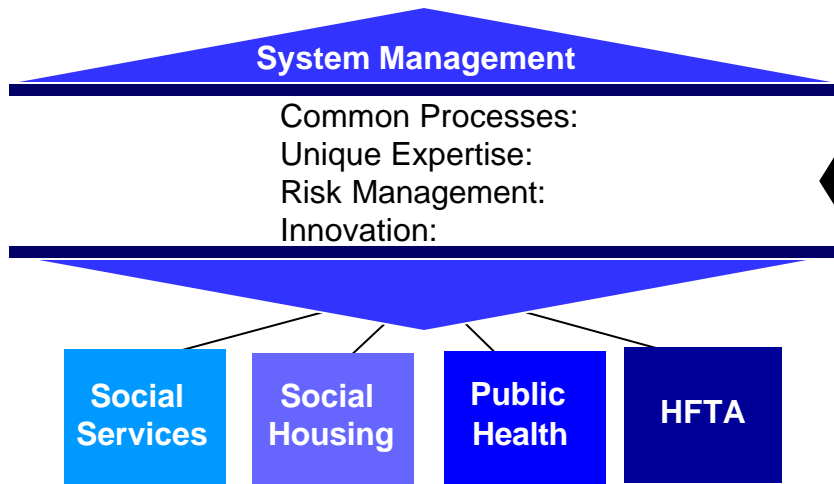 System Management
Common Processes:
Unique Expertise:
Risk Management:
Innovation:
Social
Services
Social
Housing
Public
Health
HFTA